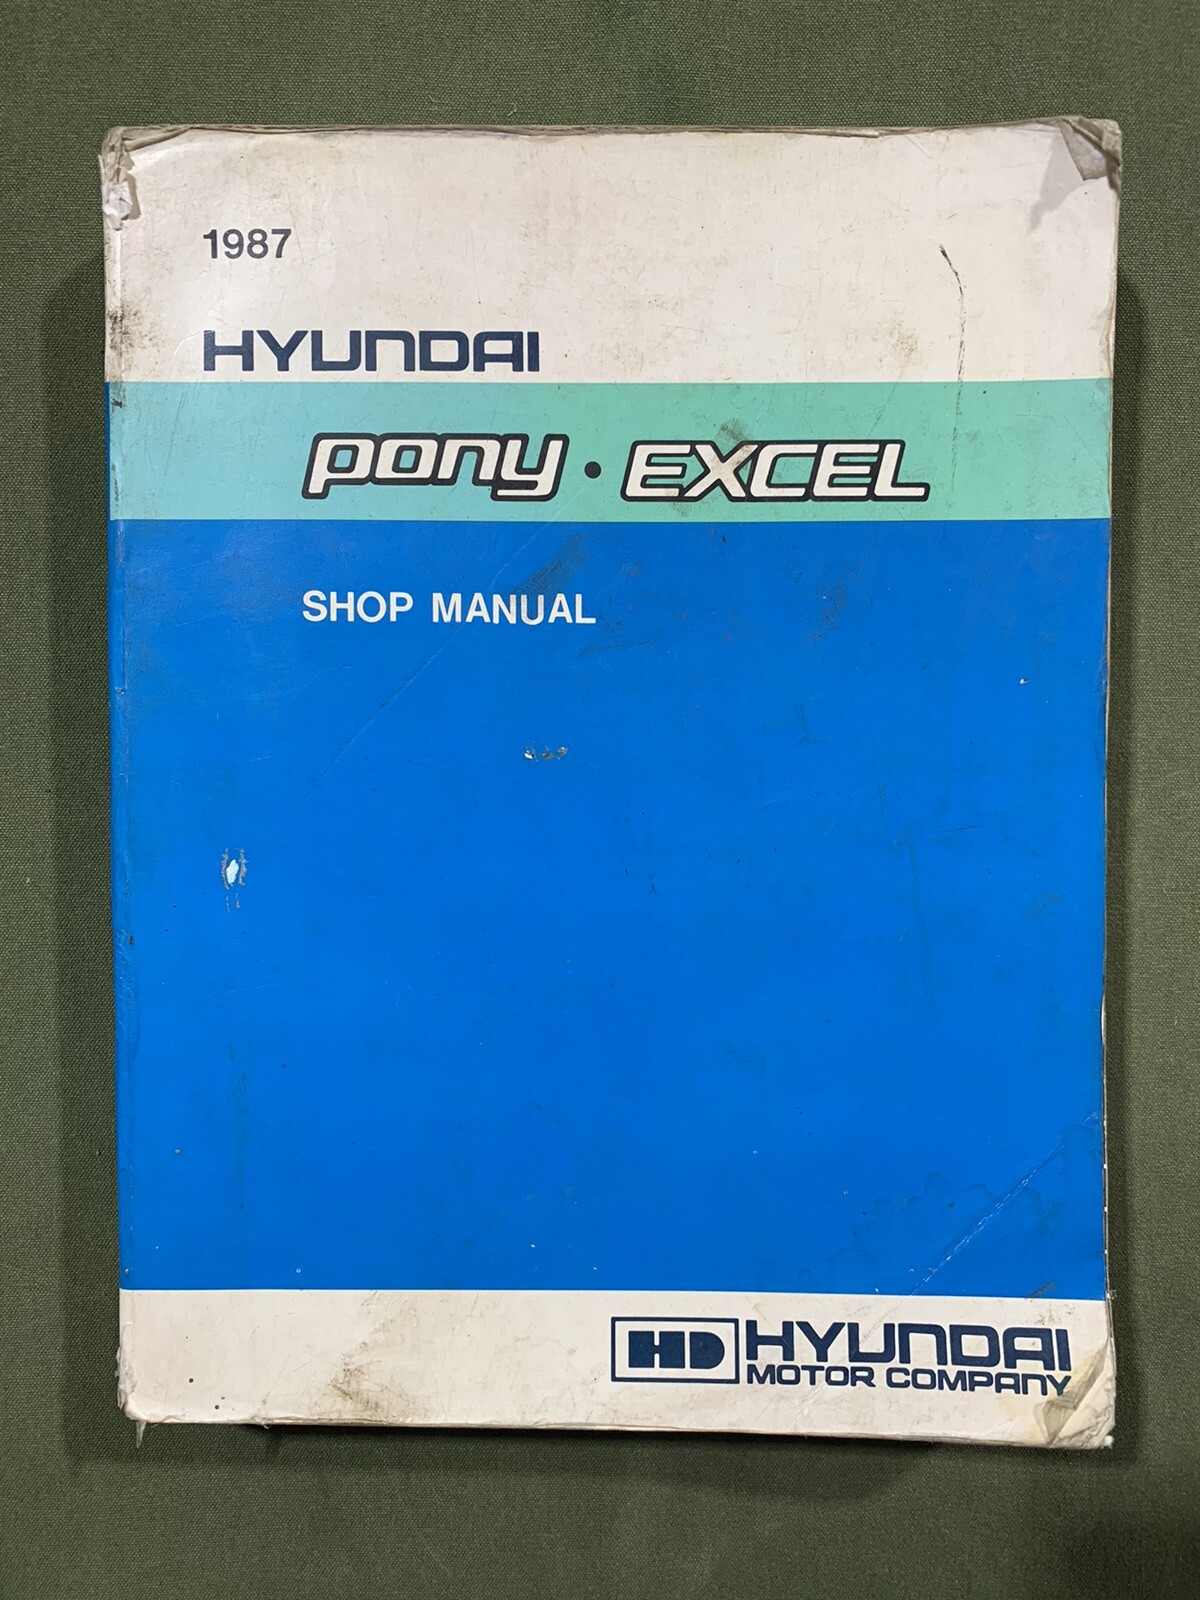 1987
HYUNDAI
pony • EXCEL
SHOP MANUAL
HD HYUNDAI
MOTOR COMPANY